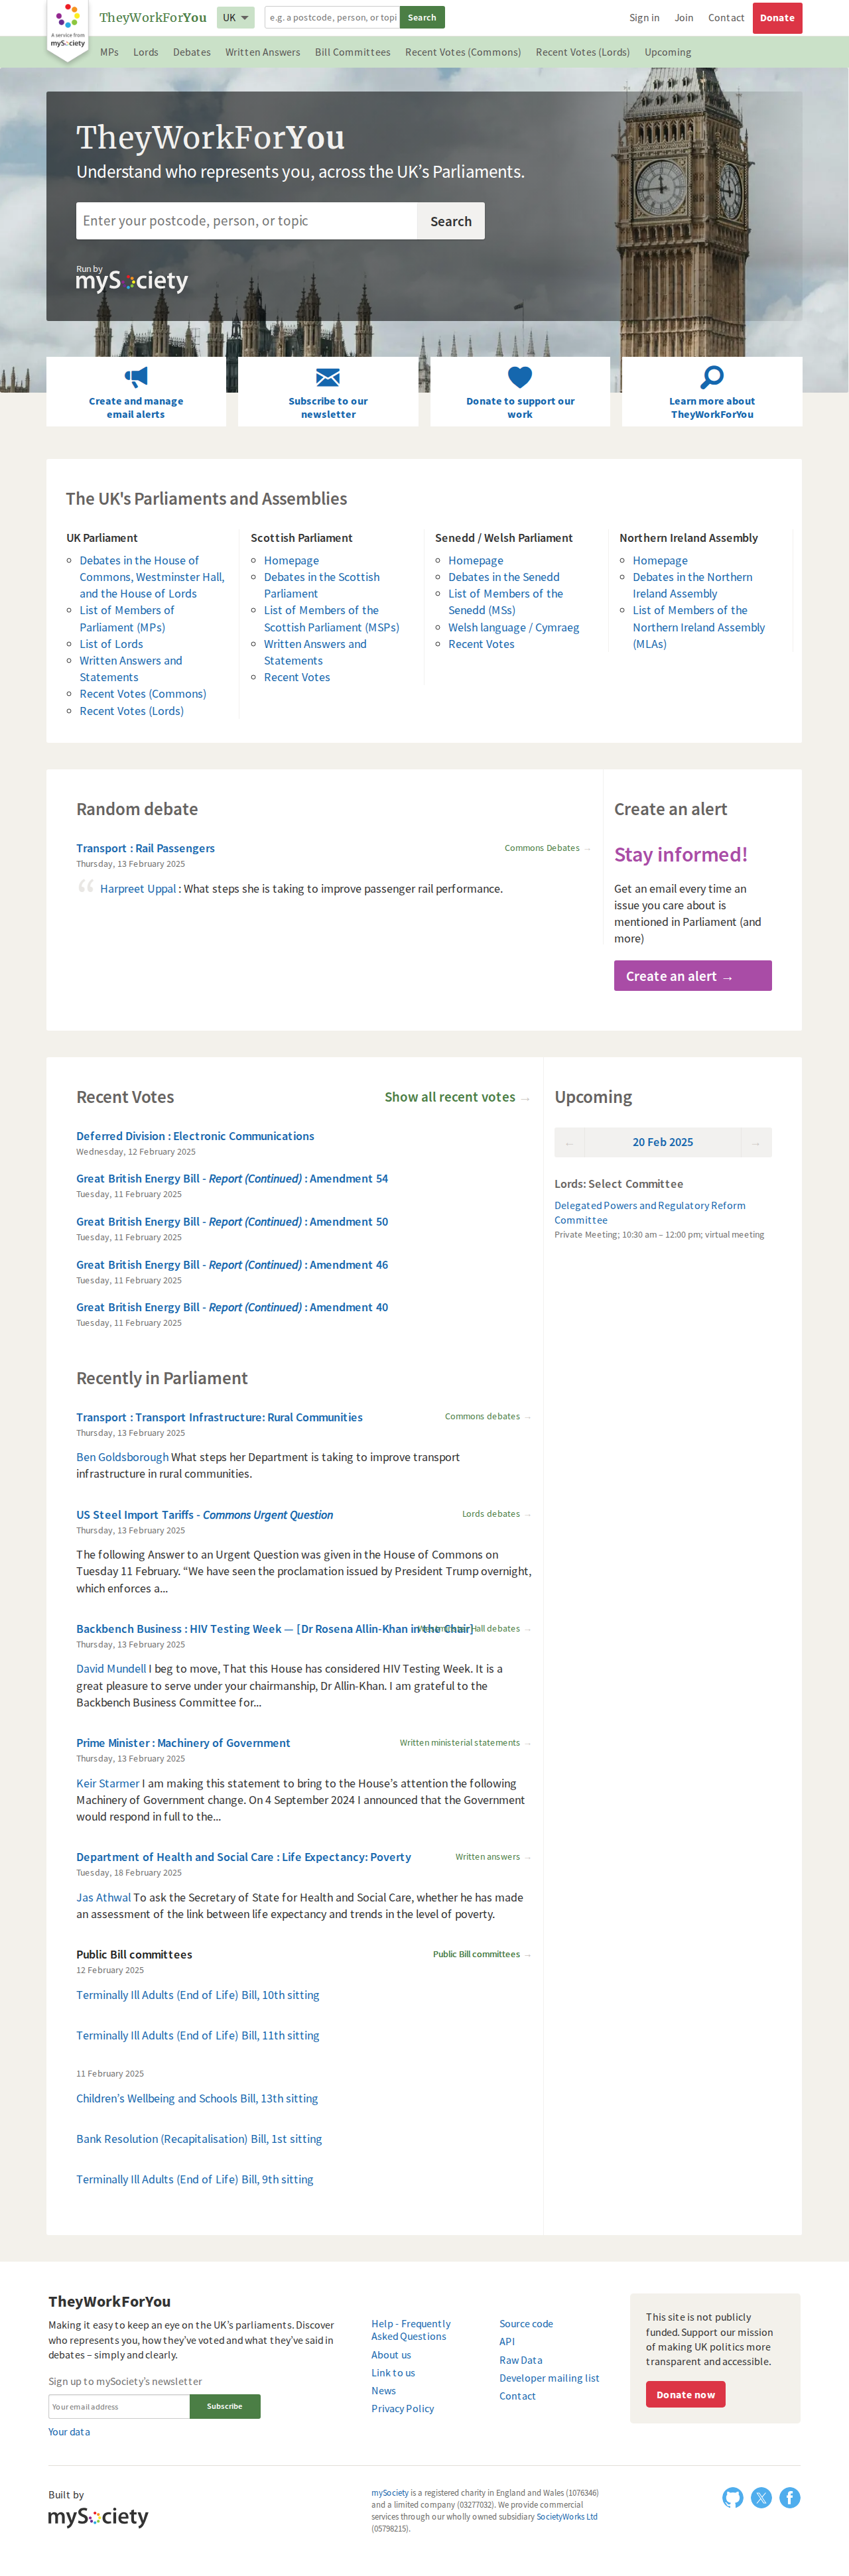 A service from
mySociety
TheyWorkForYou
UK
e.g. a postcode, person, or topi
Search
Sign in
Join
Contact
Donate
MPs
Lords
Debates
Written Answers
Bill Committees
Recent Votes (Commons)
Recent Votes (Lords)
Upcoming
TheyWorkForYou
Understand who represents you, across the UK's Parliaments.
Enter your postcode, person, or topic
Search
Run by
mySociety
Create and manage
email alerts
Subscribe to our
newsletter
Donate to support our
work
Learn more about
TheyWorkForYou
The UK's Parliaments and Assemblies
UK Parliament
Debates in the House of
Commons, Westminster Hall,
and the House of Lords
List of Members of
Parliament (MPs)
List of Lords
Written Answers and
Statements
Recent Votes (Commons)
Recent Votes (Lords)
Scottish Parliament
Homepage
Debates in the Scottish
Parliament
List of Members of the
Scottish Parliament (MSPs)
Written Answers and
Statements
Recent Votes
Senedd / Welsh Parliament
Homepage
Debates in the Senedd
List of Members of the
Senedd (MSs)
Welsh language / Cymraeg
Recent Votes
Northern Ireland Assembly
Homepage
Debates in the Northern
Ireland Assembly
List of Members of the
Northern Ireland Assembly
(MLAs)
Random debate
Transport : Rail Passengers
Commons Debates →
Thursday, 13 February 2025
“ Harpreet Uppal : What steps she is taking to improve passenger rail performance.
Create an alert
Stay informed!
Get an email every time an
issue you care about is
mentioned in Parliament (and
more)
Create an alert →
Recent Votes
Show all recent votes →
Deferred Division : Electronic Communications
Wednesday, 12 February 2025
Great British Energy Bill - Report (Continued) : Amendment 54
Tuesday, 11 February 2025
Great British Energy Bill - Report (Continued) : Amendment 50
Tuesday, 11 February 2025
Great British Energy Bill - Report (Continued) : Amendment 46
Tuesday, 11 February 2025
Great British Energy Bill - Report (Continued) : Amendment 40
Tuesday, 11 February 2025
Upcoming
← 20 Feb 2025 →
Lords: Select Committee
Delegated Powers and Regulatory Reform
Committee
Private Meeting; 10:30 am – 12:00 pm; virtual meeting
Recently in Parliament
Transport : Transport Infrastructure: Rural Communities
Commons debates →
Thursday, 13 February 2025
Ben Goldsborough What steps her Department is taking to improve transport
infrastructure in rural communities.
US Steel Import Tariffs - Commons Urgent Question
Lords debates →
Thursday, 13 February 2025
The following Answer to an Urgent Question was given in the House of Commons on
Tuesday 11 February. “We have seen the proclamation issued by President Trump overnight,
which enforces a...
Backbench Business : HIV Testing Week — [Dr Rosena Allin-Khan in the Chair]
Hall debates →
Thursday, 13 February 2025
David Mundell I beg to move, That this House has considered HIV Testing Week. It is a
great pleasure to serve under your chairmanship, Dr Allin-Khan. I am grateful to the
Backbench Business Committee for...
Prime Minister : Machinery of Government
Written ministerial statements →
Thursday, 13 February 2025
Keir Starmer I am making this statement to bring to the House's attention the following
Machinery of Government change. On 4 September 2024 I announced that the Government
would respond in full to the...
Department of Health and Social Care : Life Expectancy: Poverty
Written answers →
Tuesday, 18 February 2025
Jas Athwal To ask the Secretary of State for Health and Social Care, whether he has made
an assessment of the link between life expectancy and trends in the level of poverty.
Public Bill committees
Public Bill committees →
12 February 2025
Terminally Ill Adults (End of Life) Bill, 10th sitting
Terminally Ill Adults (End of Life) Bill, 11th sitting
11 February 2025
Children's Wellbeing and Schools Bill, 13th sitting
Bank Resolution (Recapitalisation) Bill, 1st sitting
Terminally Ill Adults (End of Life) Bill, 9th sitting
TheyWorkForYou
Making it easy to keep an eye on the UK's parliaments. Discover
who represents you, how they've voted and what they've said in
debates – simply and clearly.
Sign up to mySociety's newsletter
Your email address
Subscribe
Your data
Help - Frequently
Asked Questions
About us
Link to us
News
Privacy Policy
Source code
API
Raw Data
Developer mailing list
Contact
This site is not publicly
funded. Support our mission
of making UK politics more
transparent and accessible.
Donate now
Built by
mySociety
mySociety is a registered charity in England and Wales (1076346)
and a limited company (03277032). We provide commercial
services through our wholly owned subsidiary SocietyWorks Ltd
(05798215).